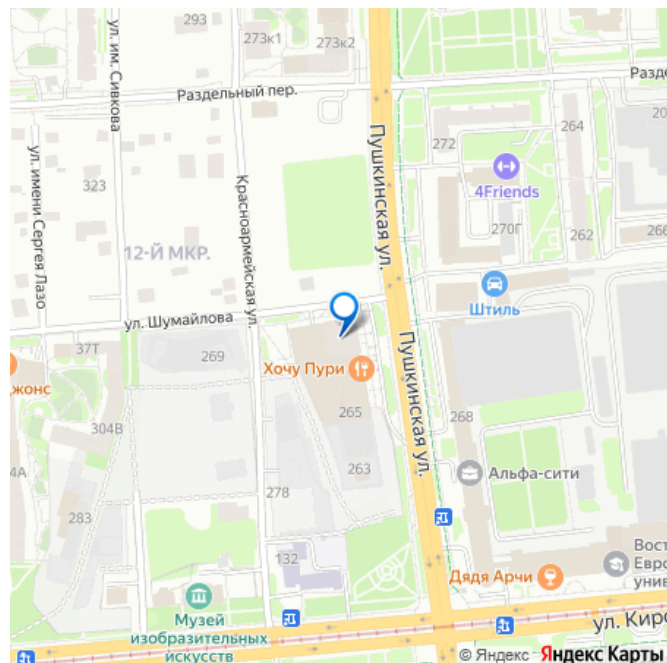 293
273к1
273к2
ул. им. Сивкова
Раздельный пер.
Разде
20
264
272
4Friends
ул. имени Сергея Лазо
323
Красноармейская ул.
Пушкинская ул.
270Г
262
266
12-Й МКР.
Штиль
ул. Шумайлова
37Т
269
Хочу Пури
Пушкинская ул.
жонс
304В
265
268
4А
263
Альфа-сити
278
283
132
Вост
Евро
унив
Дядя Арчи
Музей
изобразительных
искусств
ул. Киро
© Яндекс Яндекс Карты